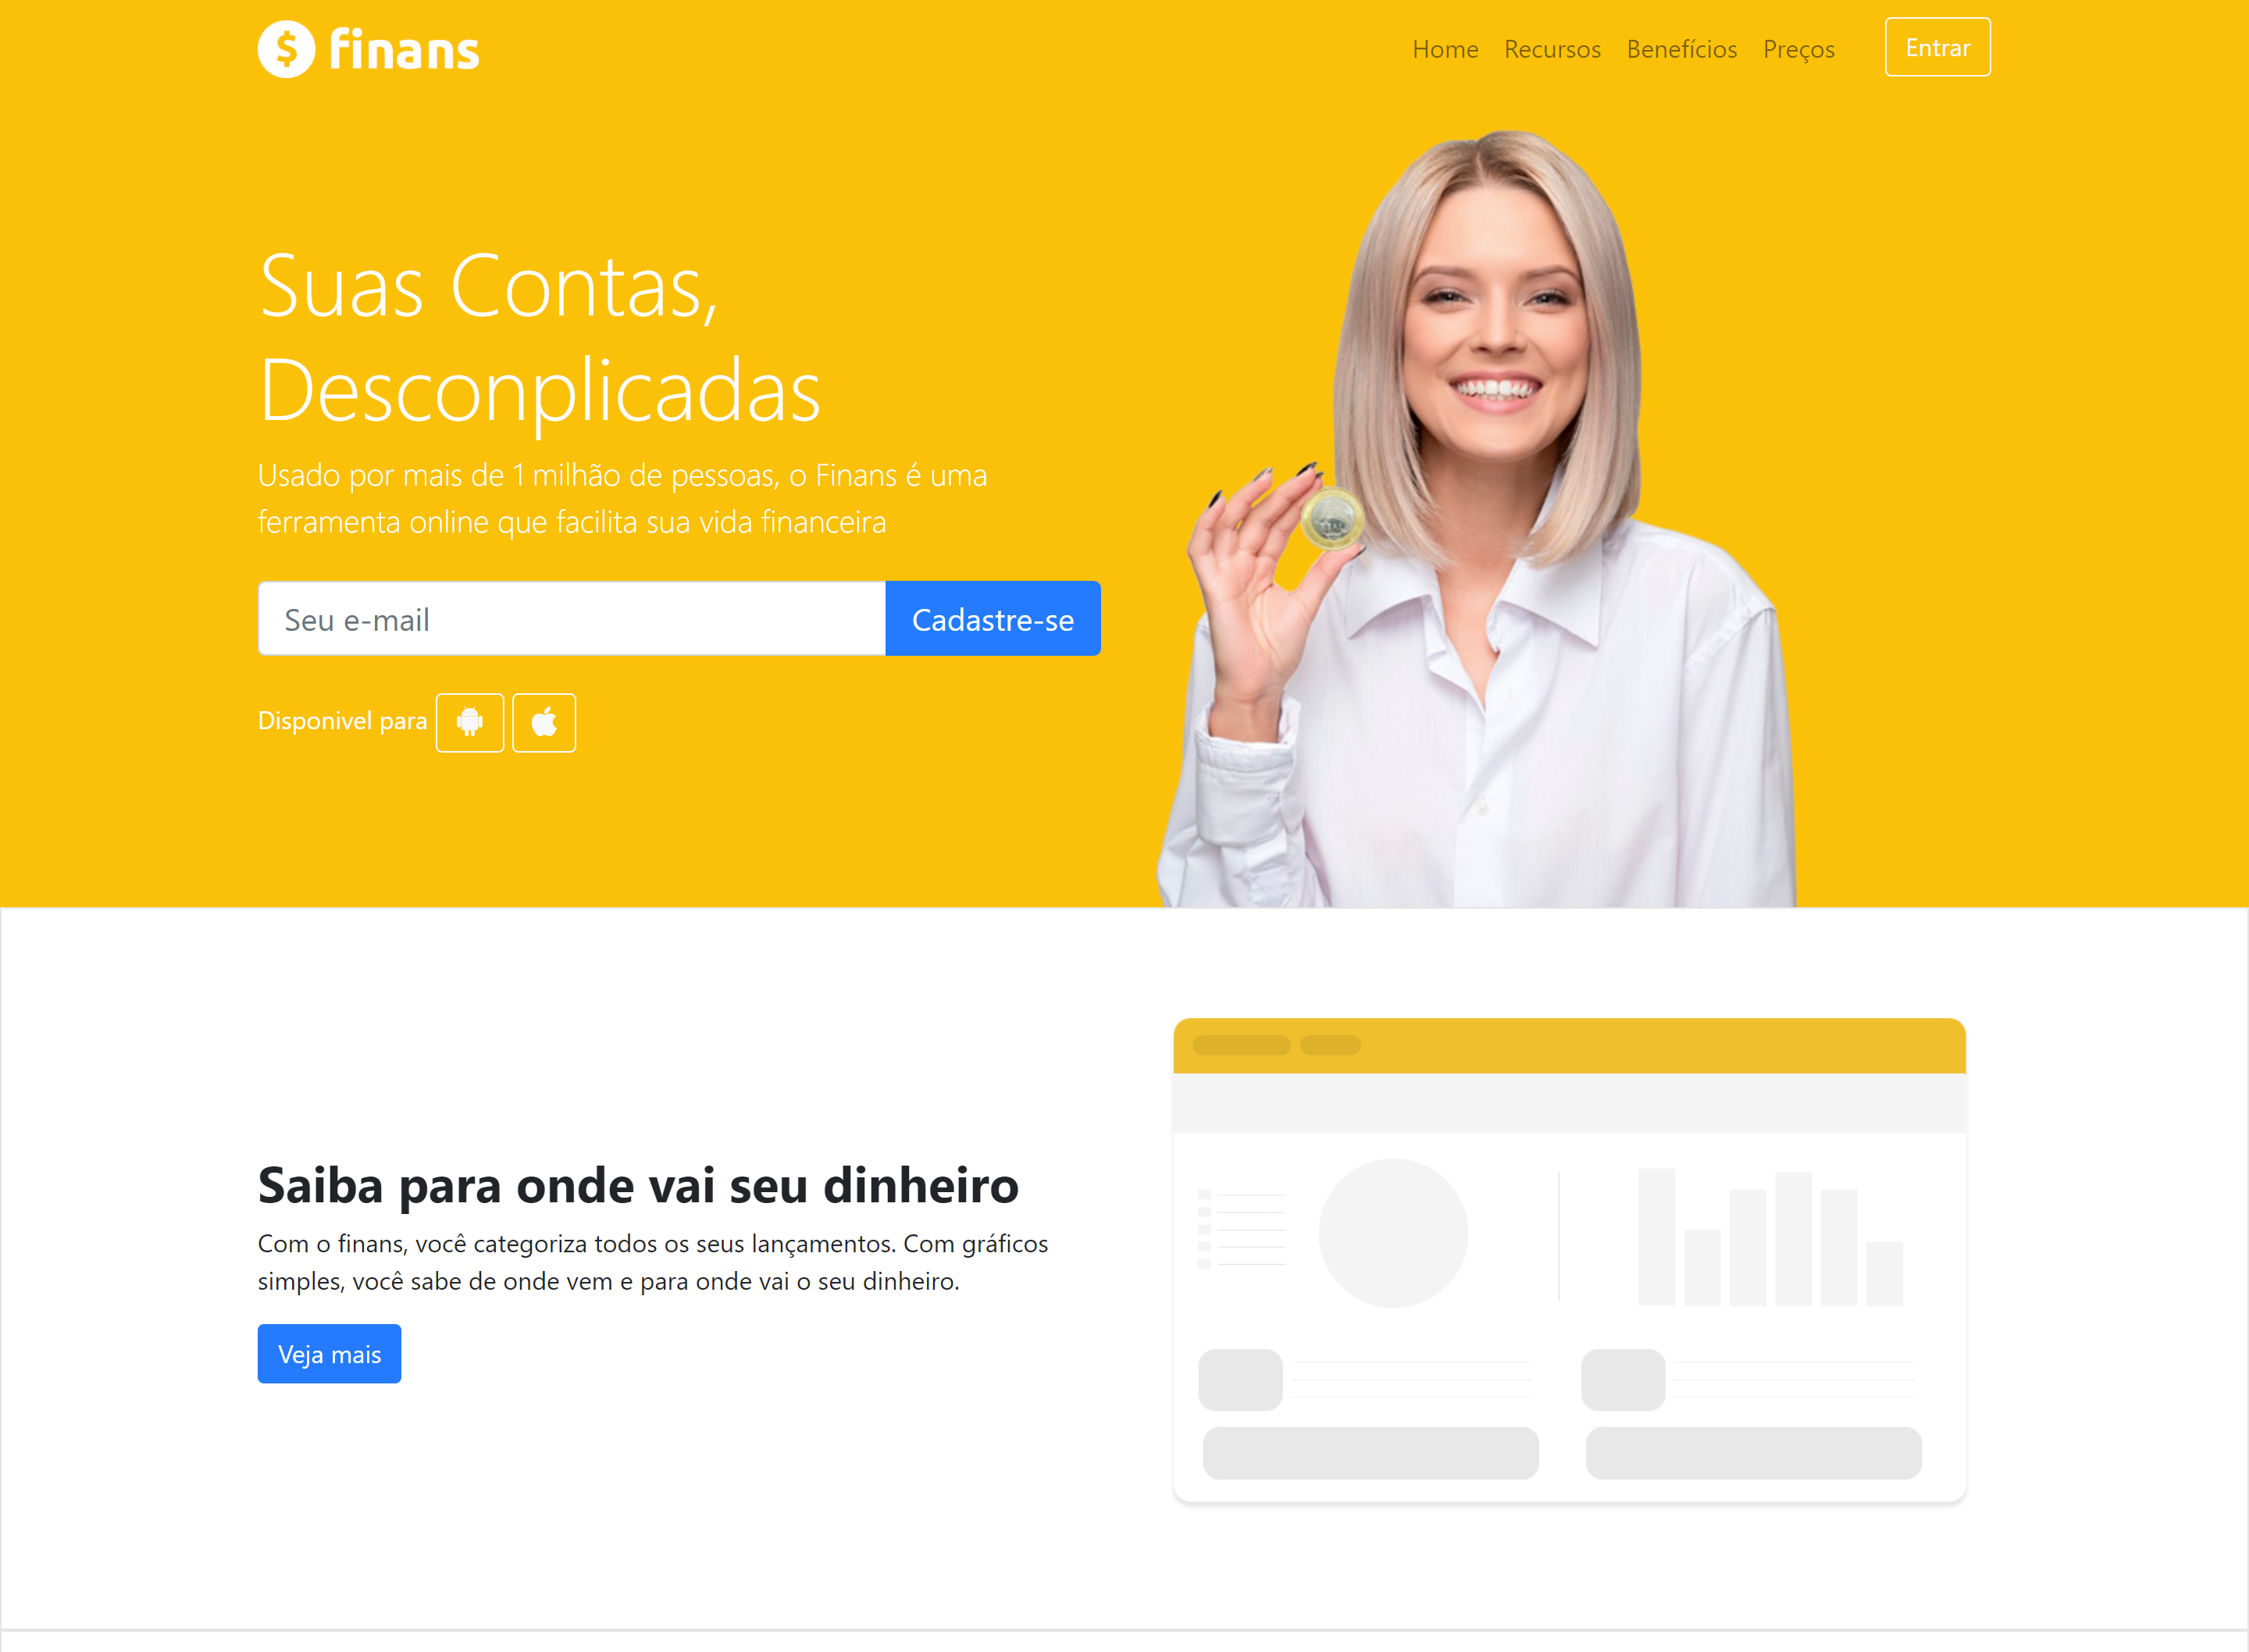 finans
Home Recursos Benefícios Preços Entrar
Suas Contas,
Desconplicadas
Usado por mais de 1 milhão de pessoas, o Finans é uma
ferramenta online que facilita sua vida financeira
Seu e-mail Cadastre-se
Disponivel para
Saiba para onde vai seu dinheiro
Com o finans, você categoriza todos os seus lançamentos. Com gráficos
simples, você sabe de onde vem e para onde vai o seu dinheiro.
Veja mais